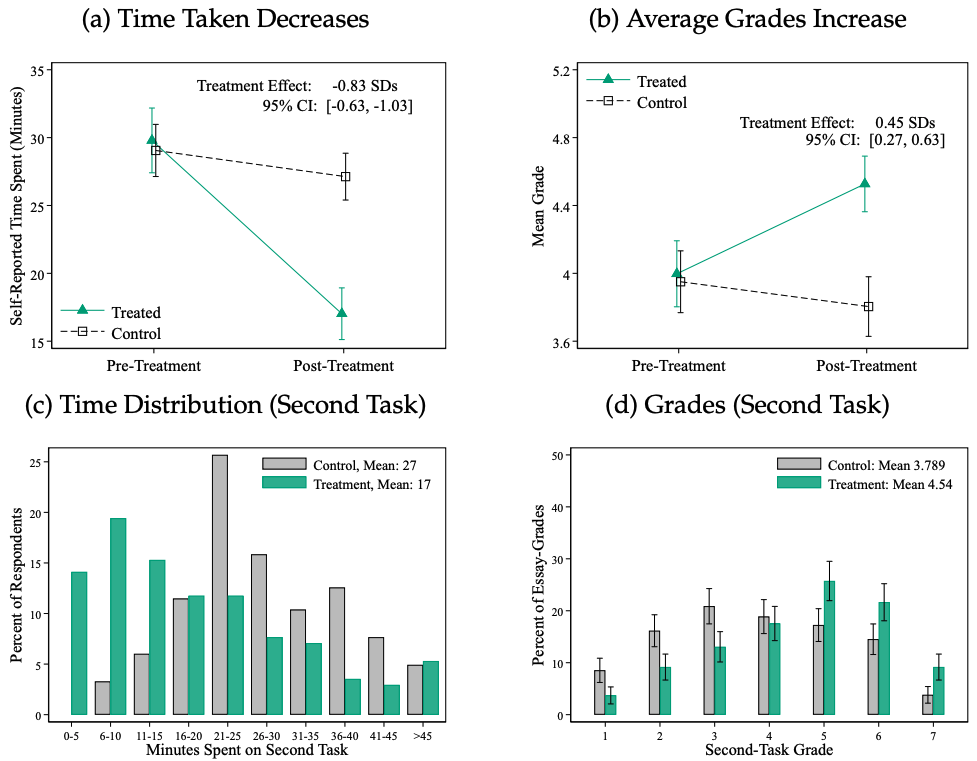 (a) Time Taken Decreases
Self-Reported Time Spent (Minutes)
35
30
25
20
15
Treatment Effect: -0.83 SDs
95% CI: [-0.63, -1.03]
Treated
Control
Pre-Treatment Post-Treatment
(b) Average Grades Increase
Mean Grade
5.2
4.8
4.4
4
3.6
Treated
Control
Treatment Effect: 0.45 SDs
95% CI: [0.27, 0.63]
Pre-Treatment Post-Treatment
(c) Time Distribution (Second Task)
Percent of Respondents
25
20
15
10
5
0
Control, Mean: 27
Treatment, Mean: 17
0-5 6-10 11-15 16-20 21-25 26-30 31-35 36-40 41-45 >45
Minutes Spent on Second Task
(d) Grades (Second Task)
Percent of Essay-Grades
50
40
30
20
10
0
Control: Mean 3.789
Treatment: Mean 4.54
1 2 3 4 5 6 7
Second-Task Grade